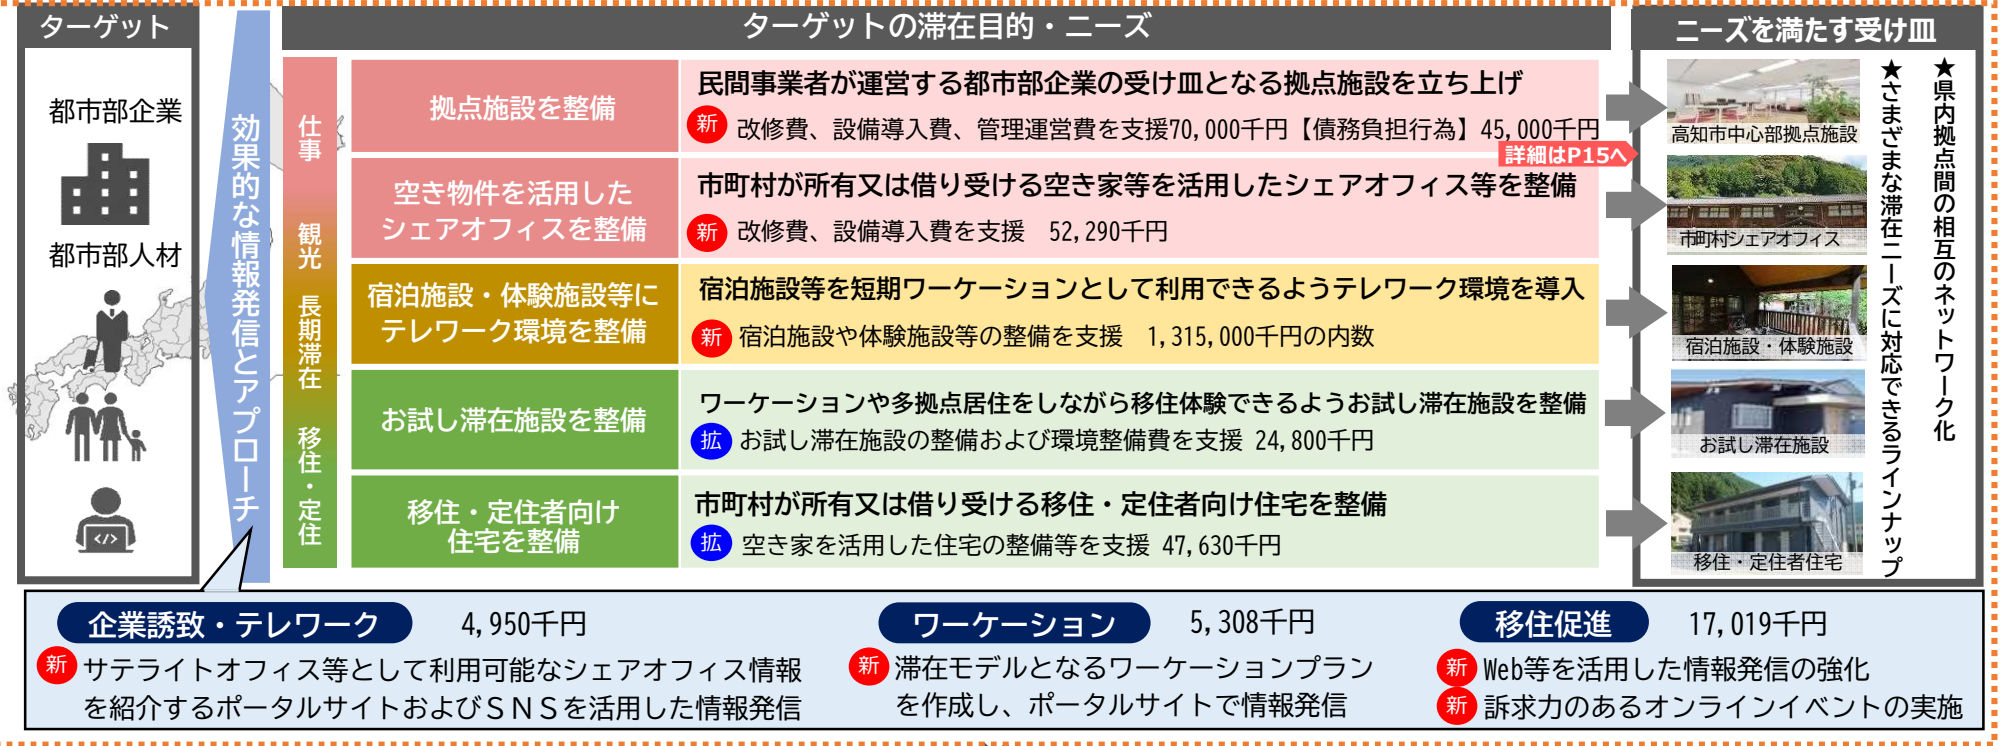 ターゲット
都市部企業
都市部人材
効果的な情報発信とアプローチ
ターゲットの滞在目的・ニーズ
仕事
観光
長期滞在
移住・定住
拠点施設を整備
民間事業者が運営する都市部企業の受け皿となる拠点施設を立ち上げ
新 改修費、設備導入費、管理運営費を支援70,000千円【債務負担行為】45,000千円
詳細はP15へ
空き物件を活用した
シェアオフィスを整備
市町村が所有又は借り受ける空き家等を活用したシェアオフィス等を整備
新 改修費、設備導入費を支援 52,290千円
宿泊施設・体験施設等に
テレワーク環境を整備
宿泊施設等を短期ワーケーションとして利用できるようテレワーク環境を導入
新 宿泊施設や体験施設等の整備を支援 1,315,000千円の内数
お試し滞在施設を整備
ワーケーションや多拠点居住をしながら移住体験できるようお試し滞在施設を整備
拡 お試し滞在施設の整備および環境整備費を支援 24,800千円
移住・定住者向け
住宅を整備
市町村が所有又は借り受ける移住・定住者向け住宅を整備
拡 空き家を活用した住宅の整備等を支援 47,630千円
ニーズを満たす受け皿
高知市中心部拠点施設
市町村シェアオフィス
宿泊施設・体験施設
お試し滞在施設
移住・定住者住宅
★県内拠点間の相互のネットワーク化
★さまざまな滞在ニーズに対応できるラインナップ
企業誘致・テレワーク 4,950千円
新 サテライトオフィス等として利用可能なシェアオフィス情報
を紹介するポータルサイトおよびＳＮＳを活用した情報発信
ワーケーション 5,308千円
新 滞在モデルとなるワーケーションプラン
を作成し、ポータルサイトで情報発信
移住促進 17,019千円
新 Web等を活用した情報発信の強化
新 訴求力のあるオンラインイベントの実施